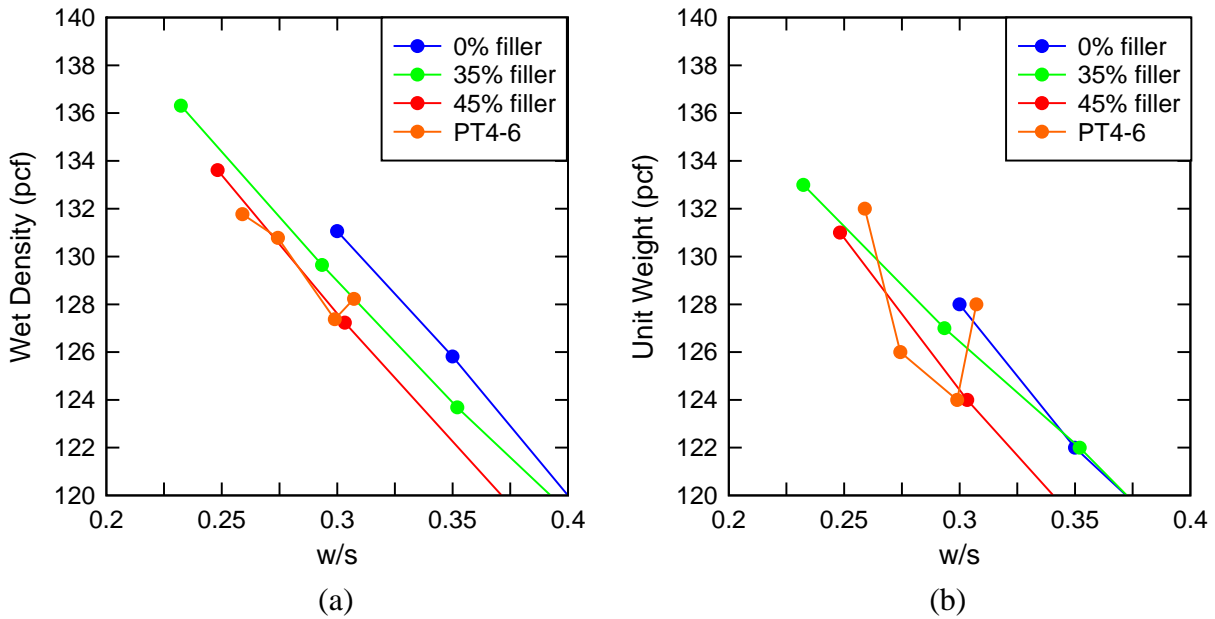 140
138
136
134
132
130
128
126
124
122
120
Wet Density (pcf)
0% filler
35% filler
45% filler
PT4-6
0.2 0.25 0.3 0.35 0.4
w/s
(a)
140
138
136
134
132
130
128
126
124
122
120
Unit Weight (pcf)
0% filler
35% filler
45% filler
PT4-6
0.2 0.25 0.3 0.35 0.4
w/s
(b)